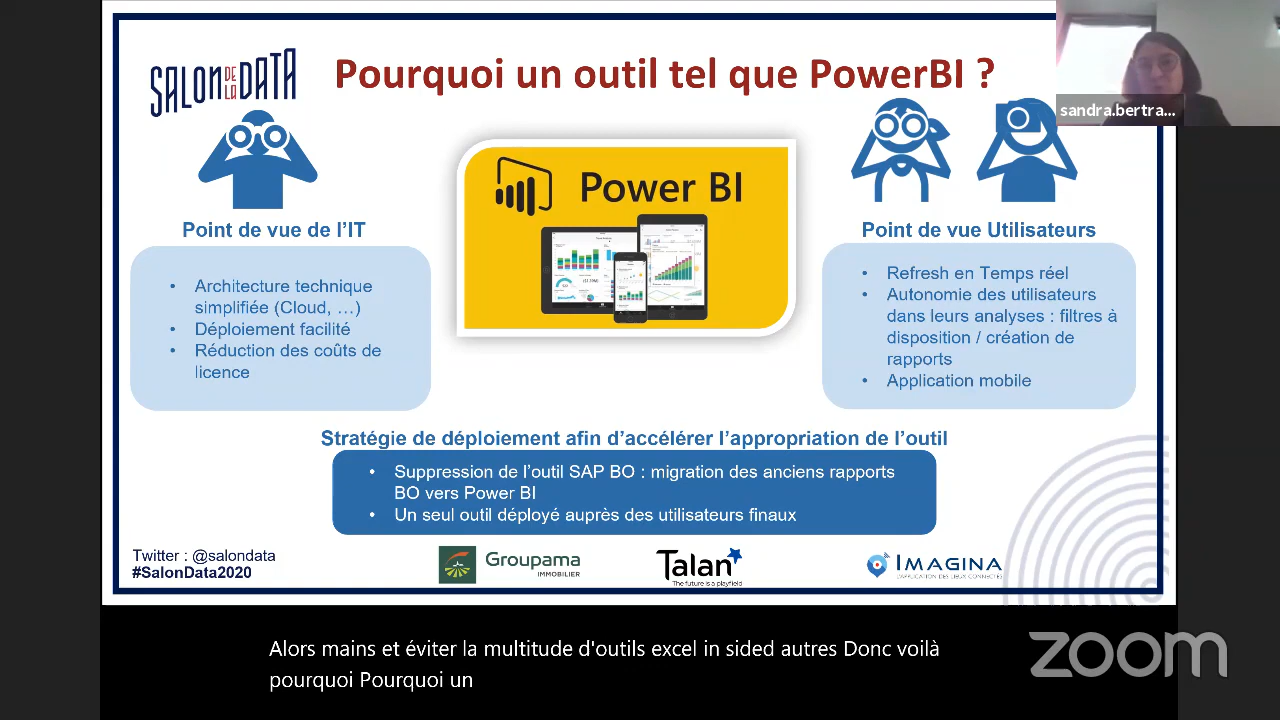 SALON DE LA DATA
Pourquoi un outil tel que PowerBI ?
sandra.bertra...
Power BI
Point de vue de l’IT
• Architecture technique
simplifiée (Cloud, …)
• Déploiement facilité
• Réduction des coûts de
licence
Point de vue Utilisateurs
• Refresh en Temps réel
• Autonomie des utilisateurs
dans leurs analyses : filtres à
disposition / création de
rapports
• Application mobile
Stratégie de déploiement afin d’accélérer l’appropriation de l’outil
• Suppression de l’outil SAP BO : migration des anciens rapports
BO vers Power BI
• Un seul outil déployé auprès des utilisateurs finaux
Twitter : @salondata
#SalonData2020
Groupama
IMMOBILIER
Talan
The future is a playfield
IMAGINA
L'APPLICATION DES LIEUX CONNECTÉS
Alors mains et éviter la multitude d'outils excel in sided autres Donc voilà
pourquoi Pourquoi un
zoom